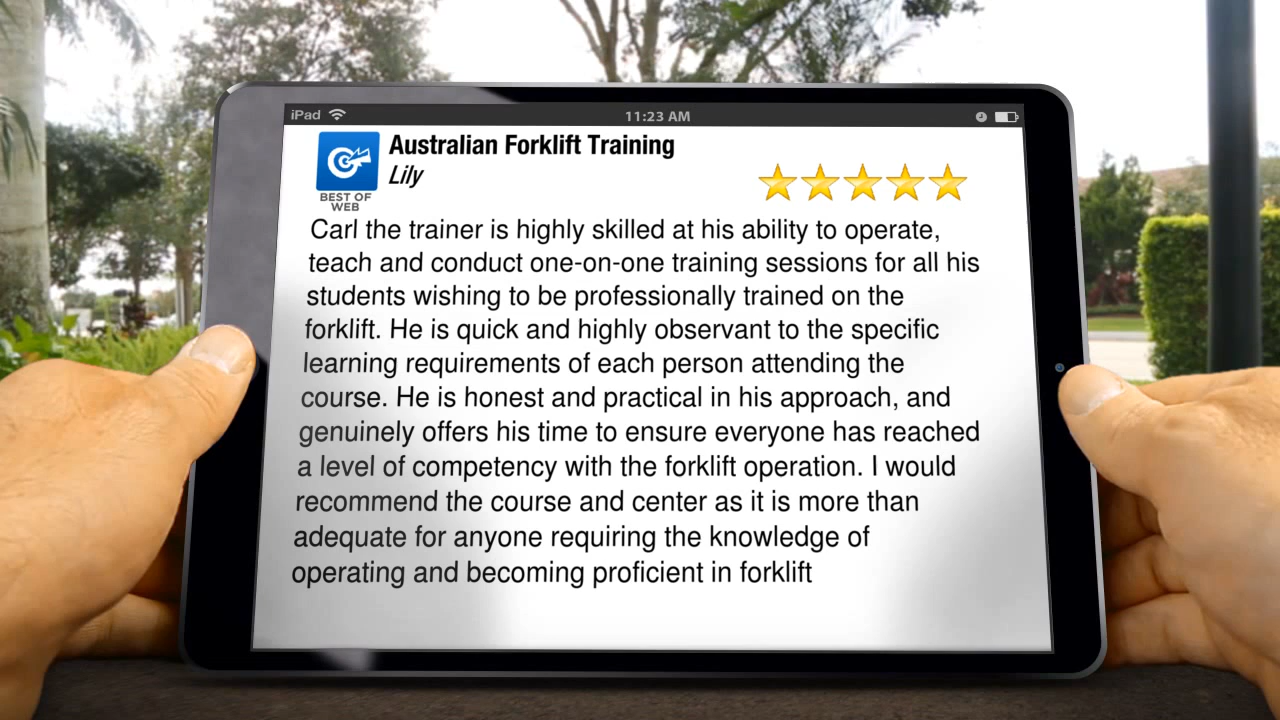 iPad 11:23 AM
Australian Forklift Training
Lily
BEST OF
WEB
Carl the trainer is highly skilled at his ability to operate,
teach and conduct one-on-one training sessions for all his
students wishing to be professionally trained on the
forklift. He is quick and highly observant to the specific
learning requirements of each person attending the
course. He is honest and practical in his approach, and
genuinely offers his time to ensure everyone has reached
a level of competency with the forklift operation. I would
recommend the course and center as it is more than
adequate for anyone requiring the knowledge of
operating and becoming proficient in forklift